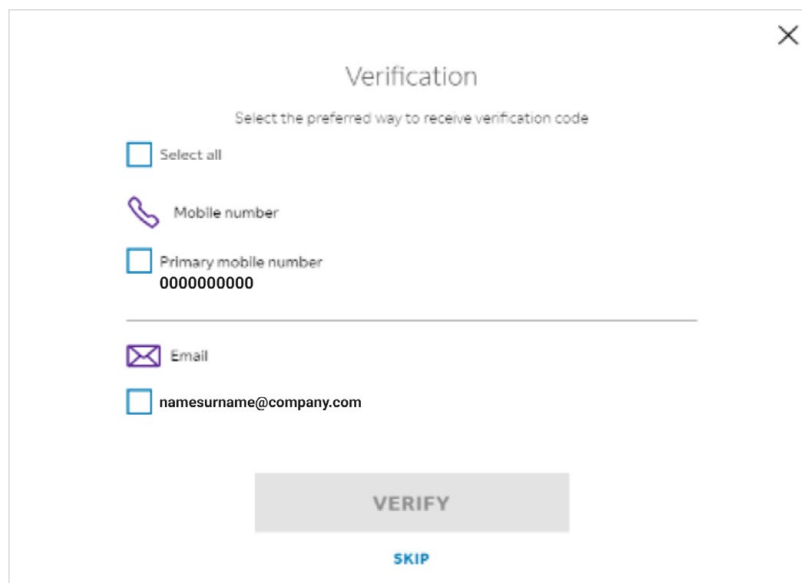 Verification
Select the preferred way to receive verification code
Select all
Mobile number
Primary mobile number
0000000000
Email
namesurname@company.com
VERIFY
SKIP